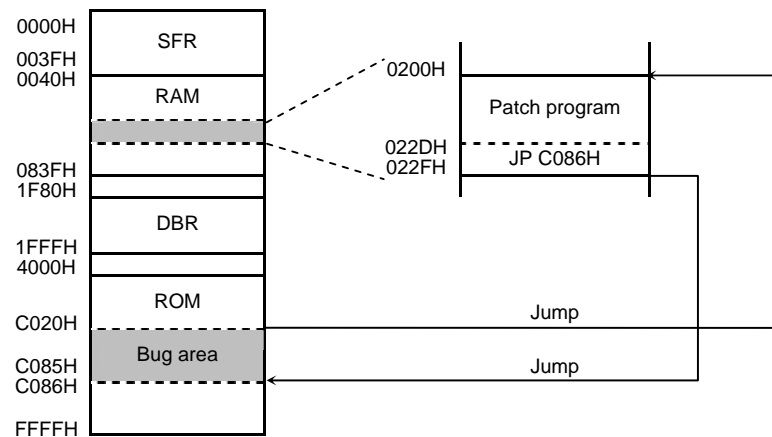 0000H
SFR
003FH
0040H
RAM
083FH
1F80H
DBR
1FFFH
4000H
ROM
C020H
Bug area
C085H
C086H
FFFFH
0200H
Patch program
022DH
022FH
JP C086H
Jump
Jump